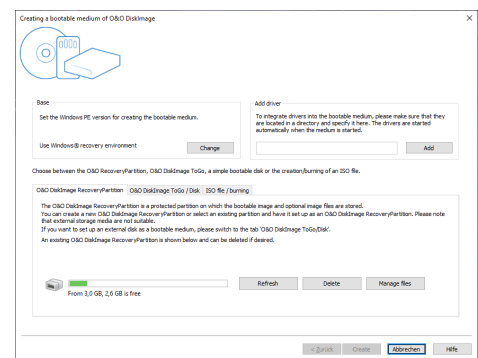 Creating a bootable medium of O&O DiskImage
Base
Set the Windows PE version for creating the bootable medium.
Use Windows® recovery environment
Change
Add driver
To integrate drivers into the bootable medium, please make sure that they
are located in a directory and specify it here. The drivers are started
automatically when the medium is started.
Add
Choose between the O&O RecoveryPartition, O&O DiskImage ToGo, a simple bootable disk or the creation/burning of an ISO file.
O&O DiskImage RecoveryPartition
O&O DiskImage ToGo / Disk
ISO file / burning
The O&O DiskImage RecoveryPartition is a protected partition on which the bootable image and optional image files are stored.
You can create a new O&O DiskImage RecoveryPartition or select an existing partition and have it set up as an O&O DiskImage RecoveryPartition. Please note
that external storage media are not suitable.
If you want to set up an external disk as a bootable medium, please switch to the tab 'O&O DiskImage ToGo/Disk'.
An existing O&O DiskImage RecoveryPartition is shown below and can be deleted if desired.
From 3,0 GB, 2,6 GB is free
Refresh
Delete
Manage files
< Zurück
Create
Abbrechen
Hilfe